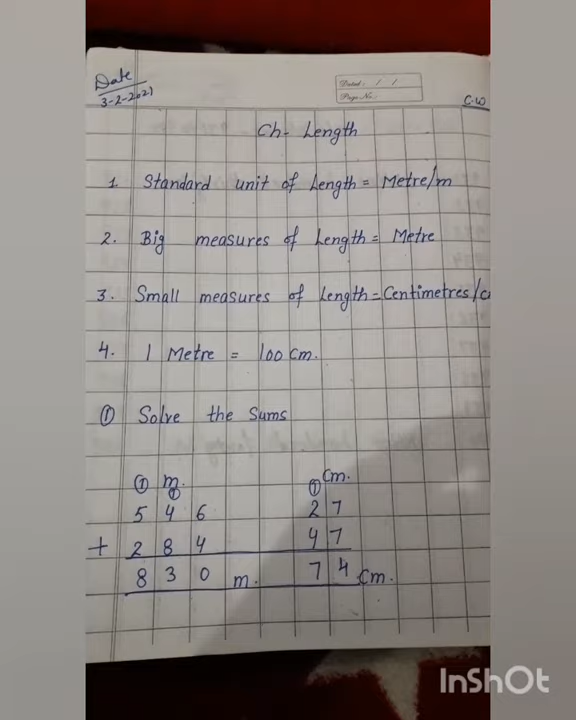 Date
3-2-2021
Dated: / /
Page No:
C.W
Ch- Length
1 Standard unit of Length = Metre/m
2. Big measures of Length = Metre
3. Small measures of Length = Centimetres/c
4. 1 Metre = 100 Cm.
① Solve the Sums
① m. Cm.
① ①
5 4 6 2 7
+ 2 8 4 4 7
8 3 0 m. 7 4 Cm.
InShOt